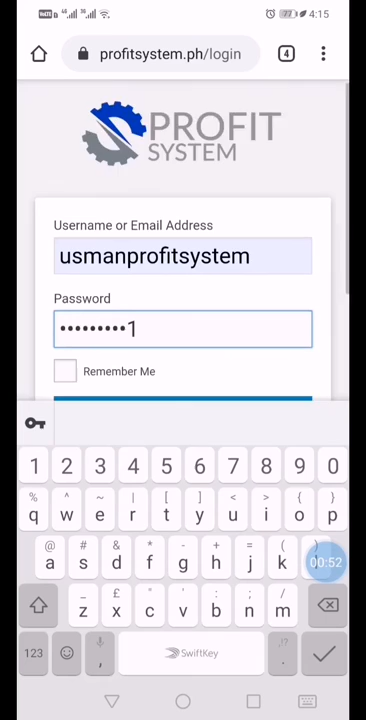 77 4:15
profitsystem.ph/login 4
PROFIT
SYSTEM
Username or Email Address
usmanprofitsystem
Password
•••••••••1
Remember Me
1 2 3 4 5 6 7 8 9 0
% ^ ~ | [ ] < > { }
q w e r t y u i o p
@ # & * - + = ( )
a s d f g h j k
00:52
_ £ " ' : ; /
z x c v b n m
,!?
123 , SwiftKey .